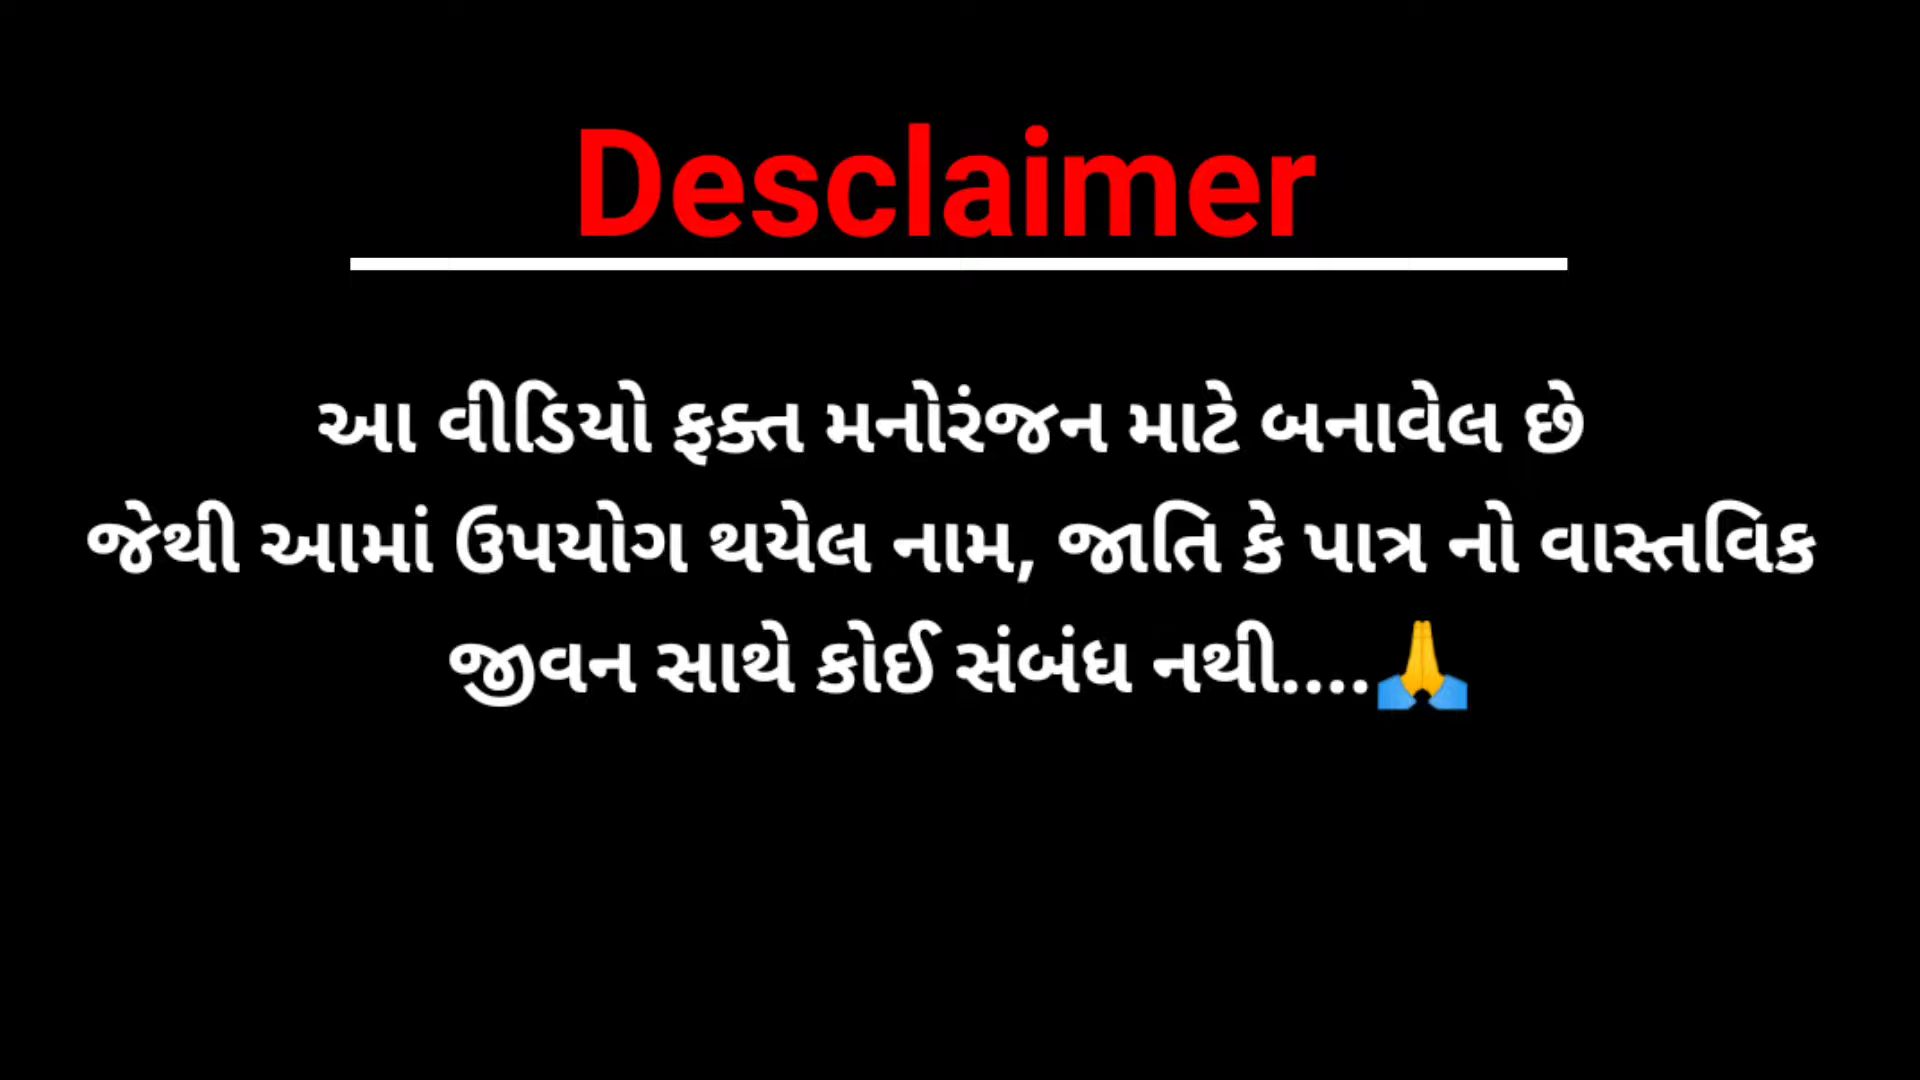 Desclaimer
આ વીડિયો ફક્ત મનોરંજન માટે બનાવેલ છે
જેથી આમાં ઉપયોગ થયેલ નામ, જાતિ કે પાત્ર નો વાસ્તવિક
જીવન સાથે કોઈ સંબંધ નથી....🙏